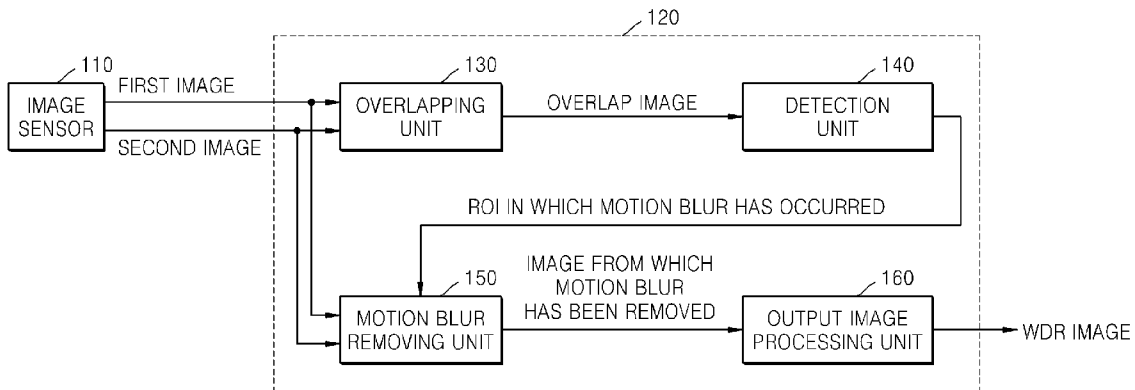 120
110
IMAGE
SENSOR
FIRST IMAGE
SECOND IMAGE
130
OVERLAPPING
UNIT
OVERLAP IMAGE
140
DETECTION
UNIT
ROI IN WHICH MOTION BLUR HAS OCCURRED
150
MOTION BLUR
REMOVING UNIT
IMAGE FROM WHICH
MOTION BLUR
HAS BEEN REMOVED
160
OUTPUT IMAGE
PROCESSING UNIT
WDR IMAGE